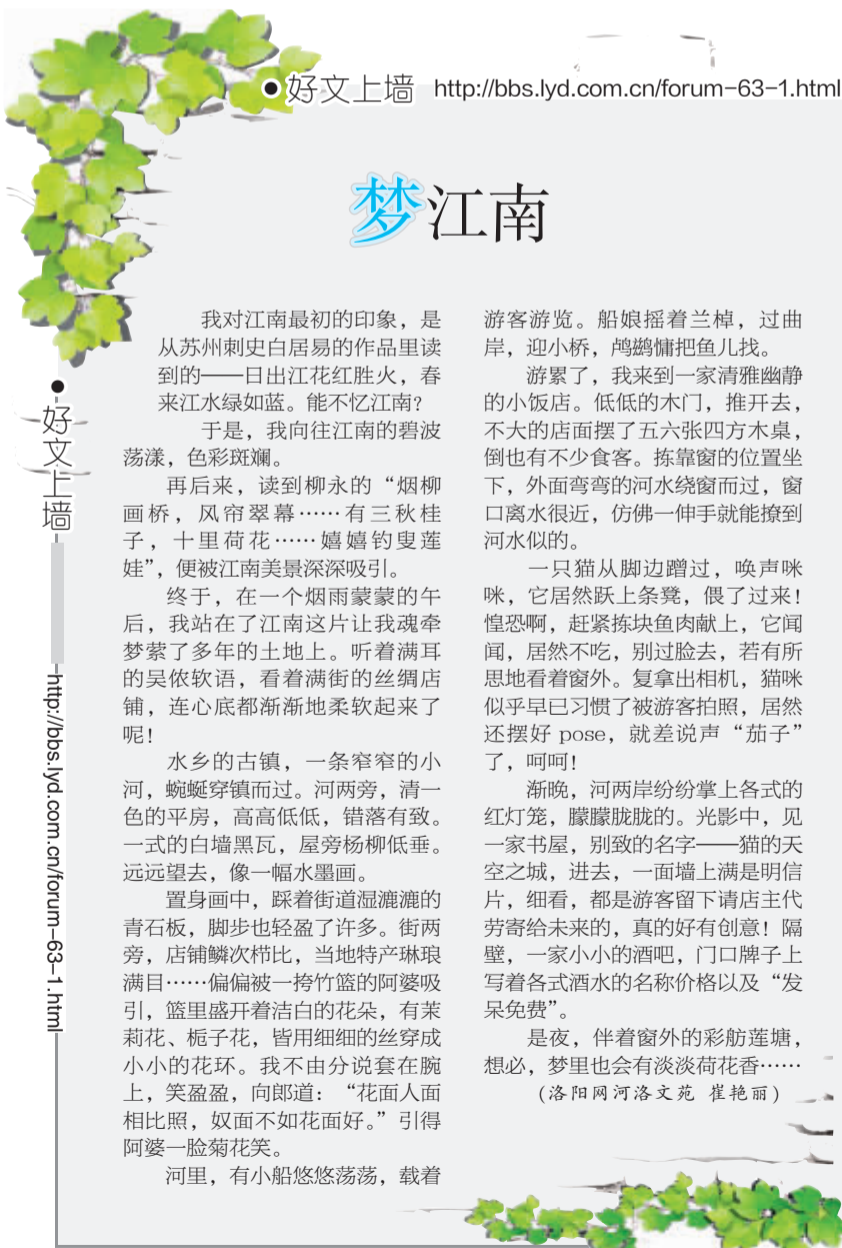 好文上墙 http://bbs.lyd.com.cn/forum-63-1.html
梦江南
好文上墙
http://bbs.lyd.com.cn/forum-63-1.html
我对江南最初的印象，是
从苏州刺史白居易的作品里读
到的——日出江花红胜火，春
来江水绿如蓝。能不忆江南？
于是，我向往江南的碧波
荡漾，色彩斑斓。
再后来，读到柳永的“烟柳
画桥，风帘翠幕……有三秋桂
子，十里荷花……嬉嬉钓叟莲
娃”，便被江南美景深深吸引。
终于，在一个烟雨蒙蒙的午
后，我站在了江南这片让我魂牵
梦萦了多年的土地上。听着满耳
的吴侬软语，看着满街的丝绸店
铺，连心底都渐渐地柔软起来了
呢！
水乡的古镇，一条窄窄的小
河，蜿蜒穿镇而过。河两旁，清一
色的平房，高高低低，错落有致。
一式的白墙黑瓦，屋旁杨柳低垂。
远远望去，像一幅水墨画。
置身画中，踩着街道湿漉漉的
青石板，脚步也轻盈了许多。街两
旁，店铺鳞次栉比，当地特产琳琅
满目……偏偏被一挎竹篮的阿婆吸
引，篮里盛开着洁白的花朵，有茉
莉花、栀子花，皆用细细的丝穿成
小小的花环。我不由分说套在腕
上，笑盈盈，向郎道：“花面人面
相比照，奴面不如花面好。”引得
阿婆一脸菊花笑。
河里，有小船悠悠荡荡，载着
游客游览。船娘摇着兰棹，过曲
岸，迎小桥，鸬鹚慵把鱼儿找。
游累了，我来到一家清雅幽静
的小饭店。低低的木门，推开去，
不大的店面摆了五六张四方木桌，
倒也有不少食客。拣靠窗的位置坐
下，外面弯弯的河水绕窗而过，窗
口离水很近，仿佛一伸手就能撩到
河水似的。
一只猫从脚边蹭过，唤声咪
咪，它居然跃上条凳，偎了过来！
惶恐啊，赶紧拣块鱼肉献上，它闻
闻，居然不吃，别过脸去，若有所
思地看着窗外。复拿出相机，猫咪
似乎早已习惯了被游客拍照，居然
还摆好 pose，就差说声“茄子”
了，呵呵！
渐晚，河两岸纷纷掌上各式的
红灯笼，朦朦胧胧的。光影中，见
一家书屋，别致的名字——猫的天
空之城，进去，一面墙上满是明信
片，细看，都是游客留下请店主代
劳寄给未来的，真的好有创意！隔
壁，一家小小的酒吧，门口牌子上
写着各式酒水的名称价格以及“发
呆免费”。
是夜，伴着窗外的彩舫莲塘，
想必，梦里也会有淡淡荷花香……
（洛阳网河洛文苑 崔艳丽）